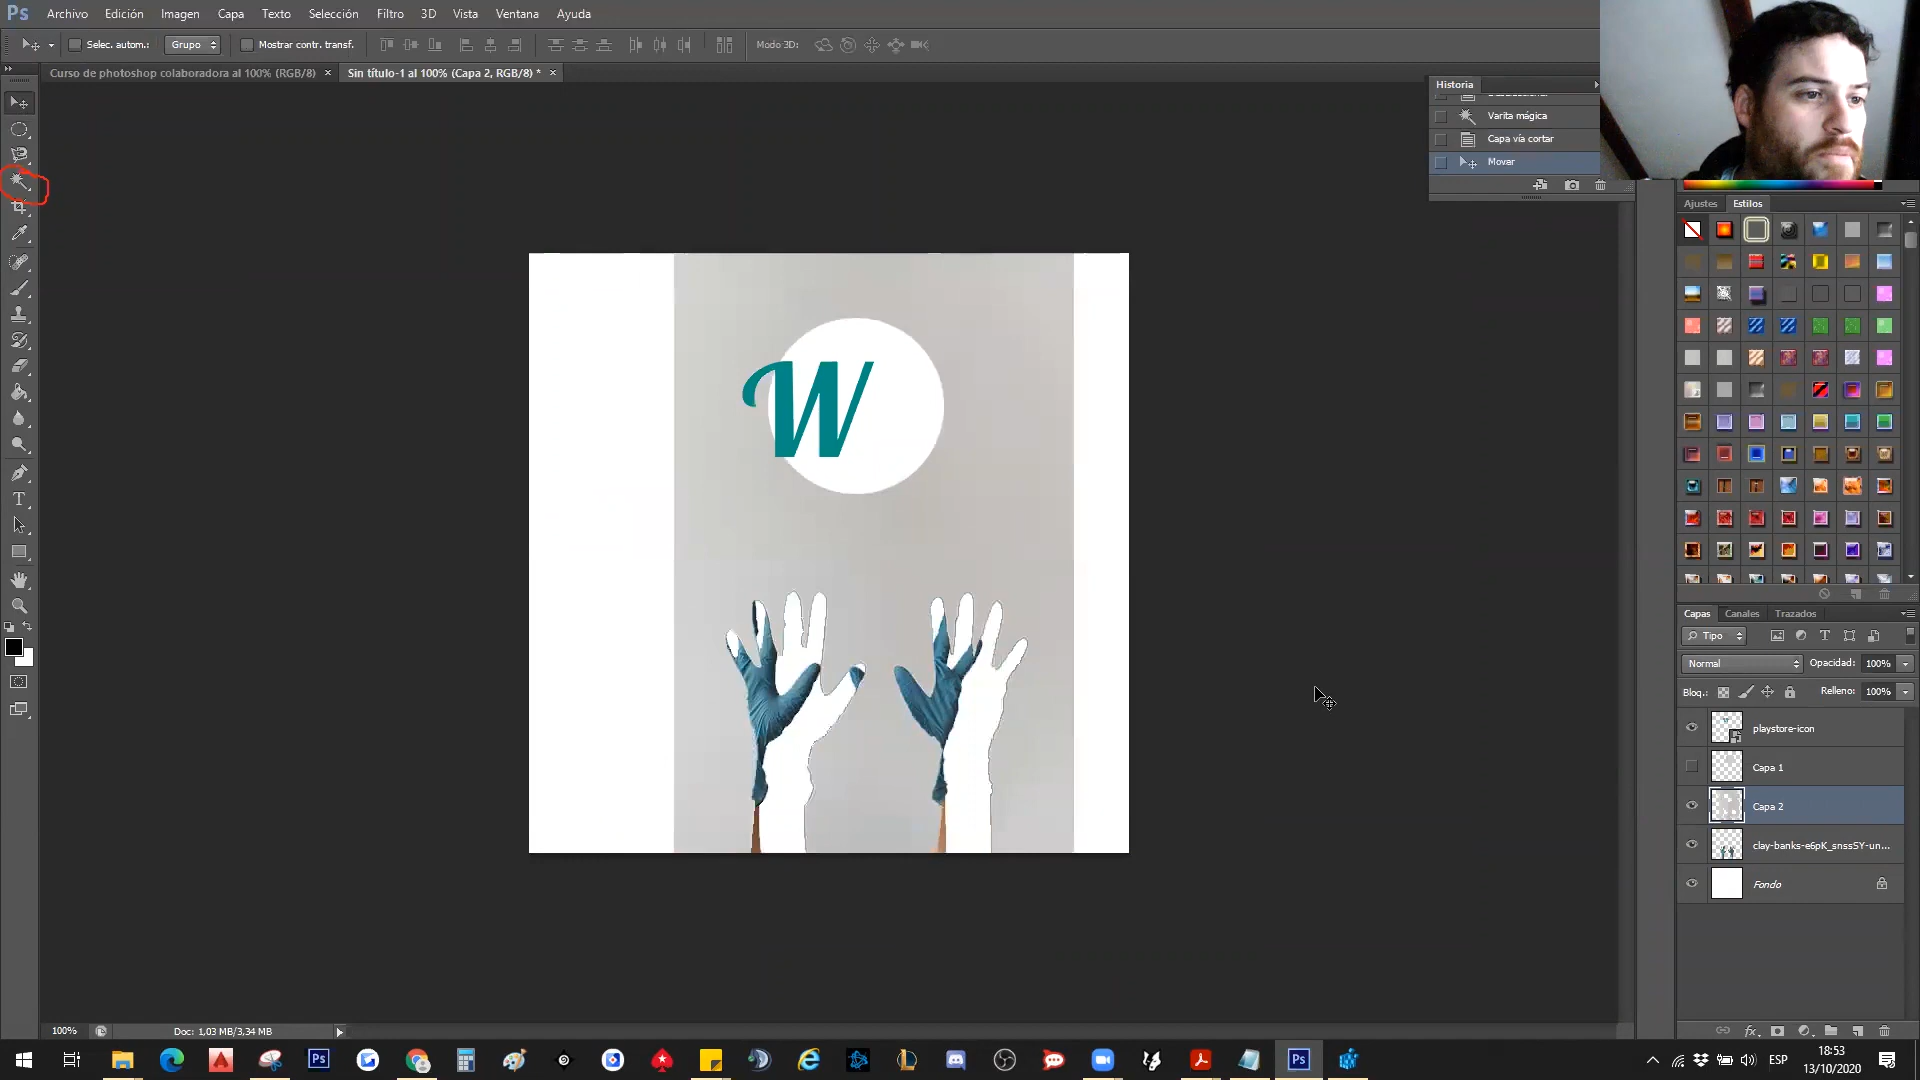 Ps Archivo Edición Imagen Capa Texto Selección Filtro 3D Vista Ventana Ayuda
Selec. autom.: Grupo Mostrar contr. transf. Modo 3D:
Curso de photoshop colaboradora al 100% (RGB/8) × Sin título-1 al 100% (Capa 2, RGB/8) * ×
Historia
Varita mágica
Capa vía cortar
Mover
Ajustes Estilos
W
Capas Canales Trazados
Tipo
Normal Opacidad: 100%
Bloq.: Relleno: 100%
playstore-icon
Capa 1
Capa 2
clay-banks-e6pK_snssSY-un...
Fondo
100% Doc: 1,03 MB/3,34 MB
ESP
18:53
13/10/2020